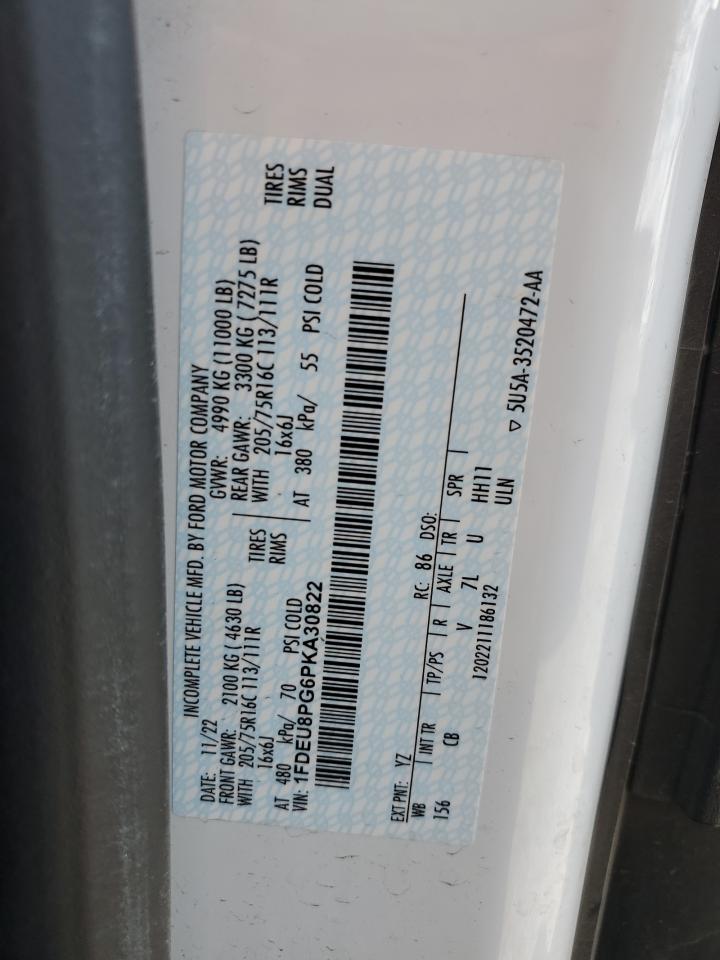 INCOMPLETE VEHICLE MFD. BY FORD MOTOR COMPANY
DATE: 11/22 GVWR: 4990 KG (11000 LB)
FRONT GAWR: 2100 KG ( 4630 LB) REAR GAWR: 3300 KG ( 7275 LB)
WITH 205/75R16C 113/111R TIRES WITH 205/75R16C 113/111R TIRES
16x6J RIMS 16x6J RIMS
AT 480 kPa/ 70 PSI COLD AT 380 kPa/ 55 PSI COLD DUAL
VIN: 1FDEU8PG6PKA30822
EXT PNT: YZ RC: 86 DSO:
WB INT TR TP/PS R AXLE TR SPR
156 CB V 7L U HH11
1202211186132 ULN
▽ 5U5A-3520472-AA